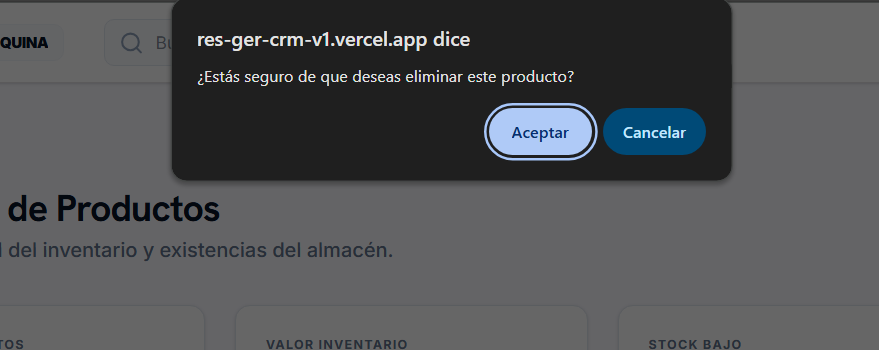 res-ger-crm-v1.vercel.app dice
¿Estás seguro de que deseas eliminar este producto?
Aceptar
Cancelar
QUINA
de Productos
del inventario y existencias del almacén.
TOS
VALOR INVENTARIO
STOCK BAJO